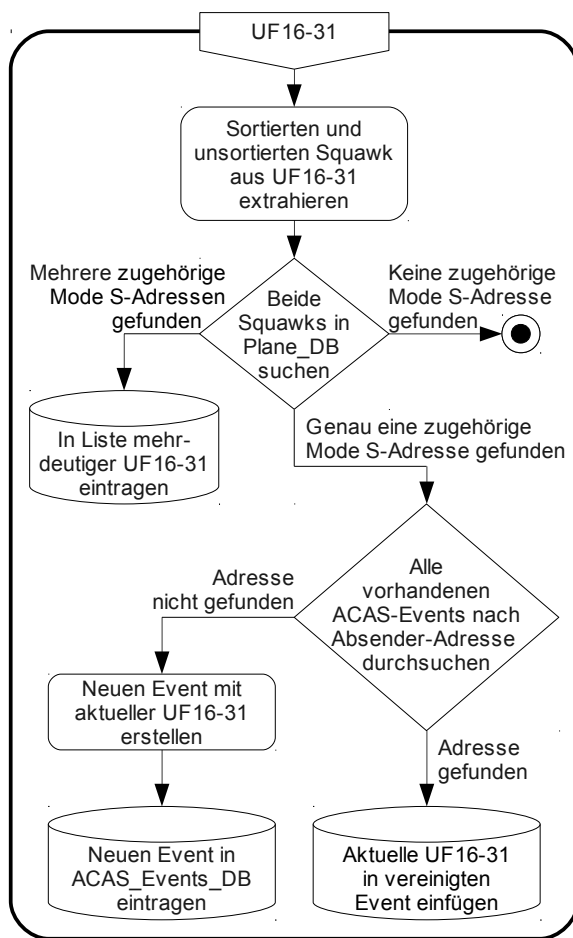 UF16-31
Sortierten und
unsortierten Squawk
aus UF16-31
extrahieren
Mehrere zugehörige
Mode S-Adressen
gefunden
Beide
Squawks in
Plane_DB
suchen
Keine zugehörige
Mode S-Adresse
gefunden
In Liste mehr-
deutiger UF16-31
eintragen
Genau eine zugehörige
Mode S-Adresse gefunden
Alle
vorhandenen
ACAS-Events nach
Absender-Adresse
durchsuchen
Adresse
nicht gefunden
Neuen Event mit
aktueller UF16-31
erstellen
Adresse
gefunden
Neuen Event in
ACAS_Events_DB
eintragen
Aktuelle UF16-31
in vereinigten
Event einfügen